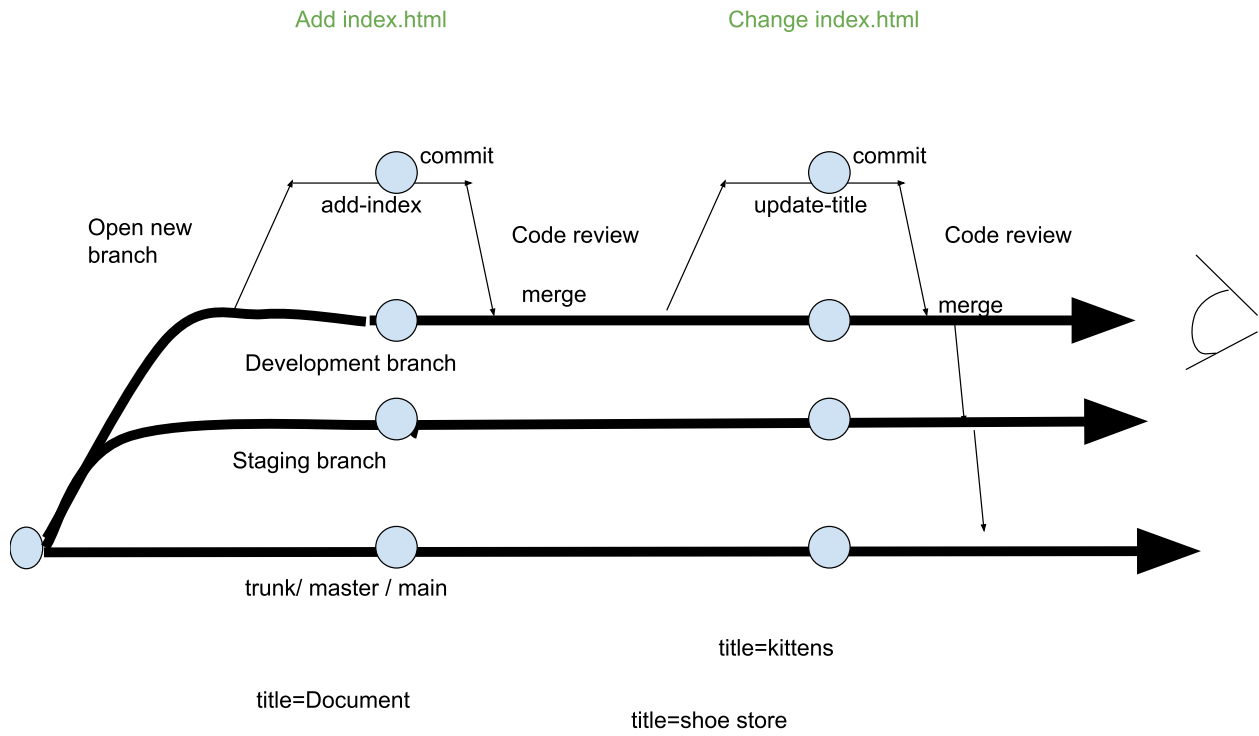 Add index.html
Change index.html
commit
commit
add-index
update-title
Open new
branch
Code review
Code review
merge
merge
Development branch
Staging branch
trunk/ master / main
title=kittens
title=Document
title=shoe store